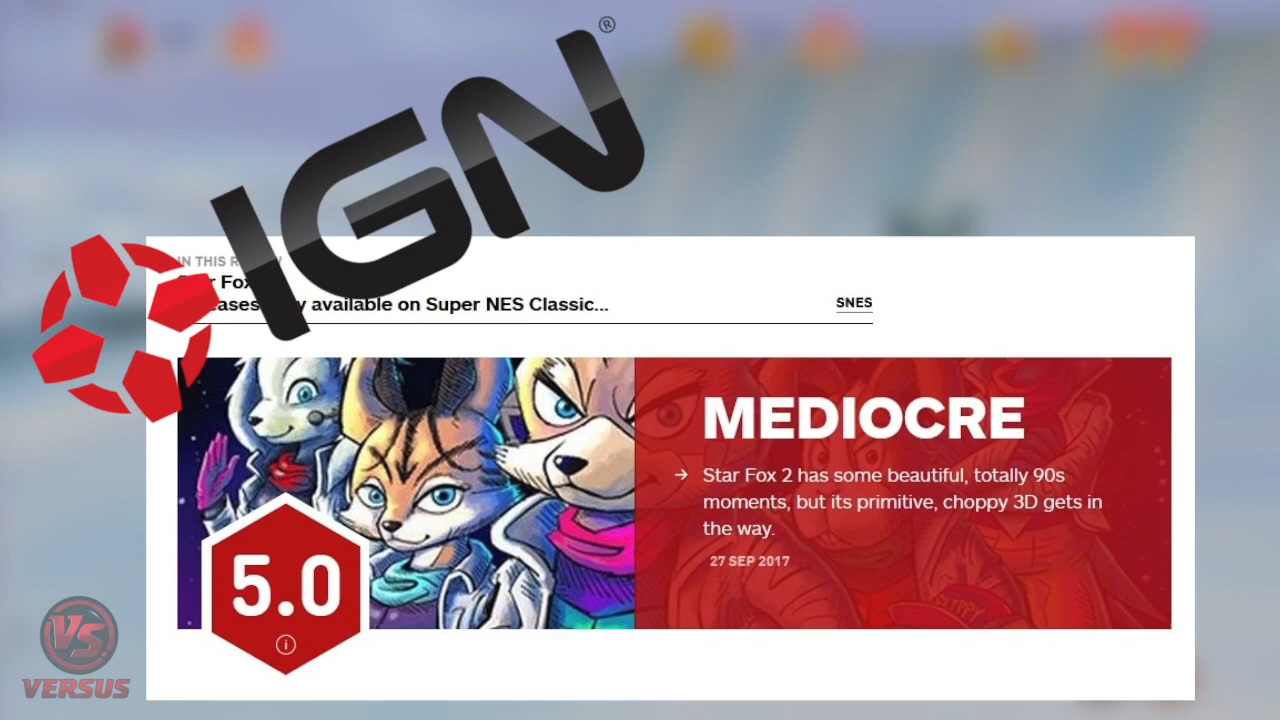 IGN®
IN THIS
Star Fox
available on Super NES Classic...
SNES
MEDIOCRE
→ Star Fox 2 has some beautiful, totally 90s
moments, but its primitive, choppy 3D gets in
the way.
27 SEP 2017
5.0
i
VS
VERSUS